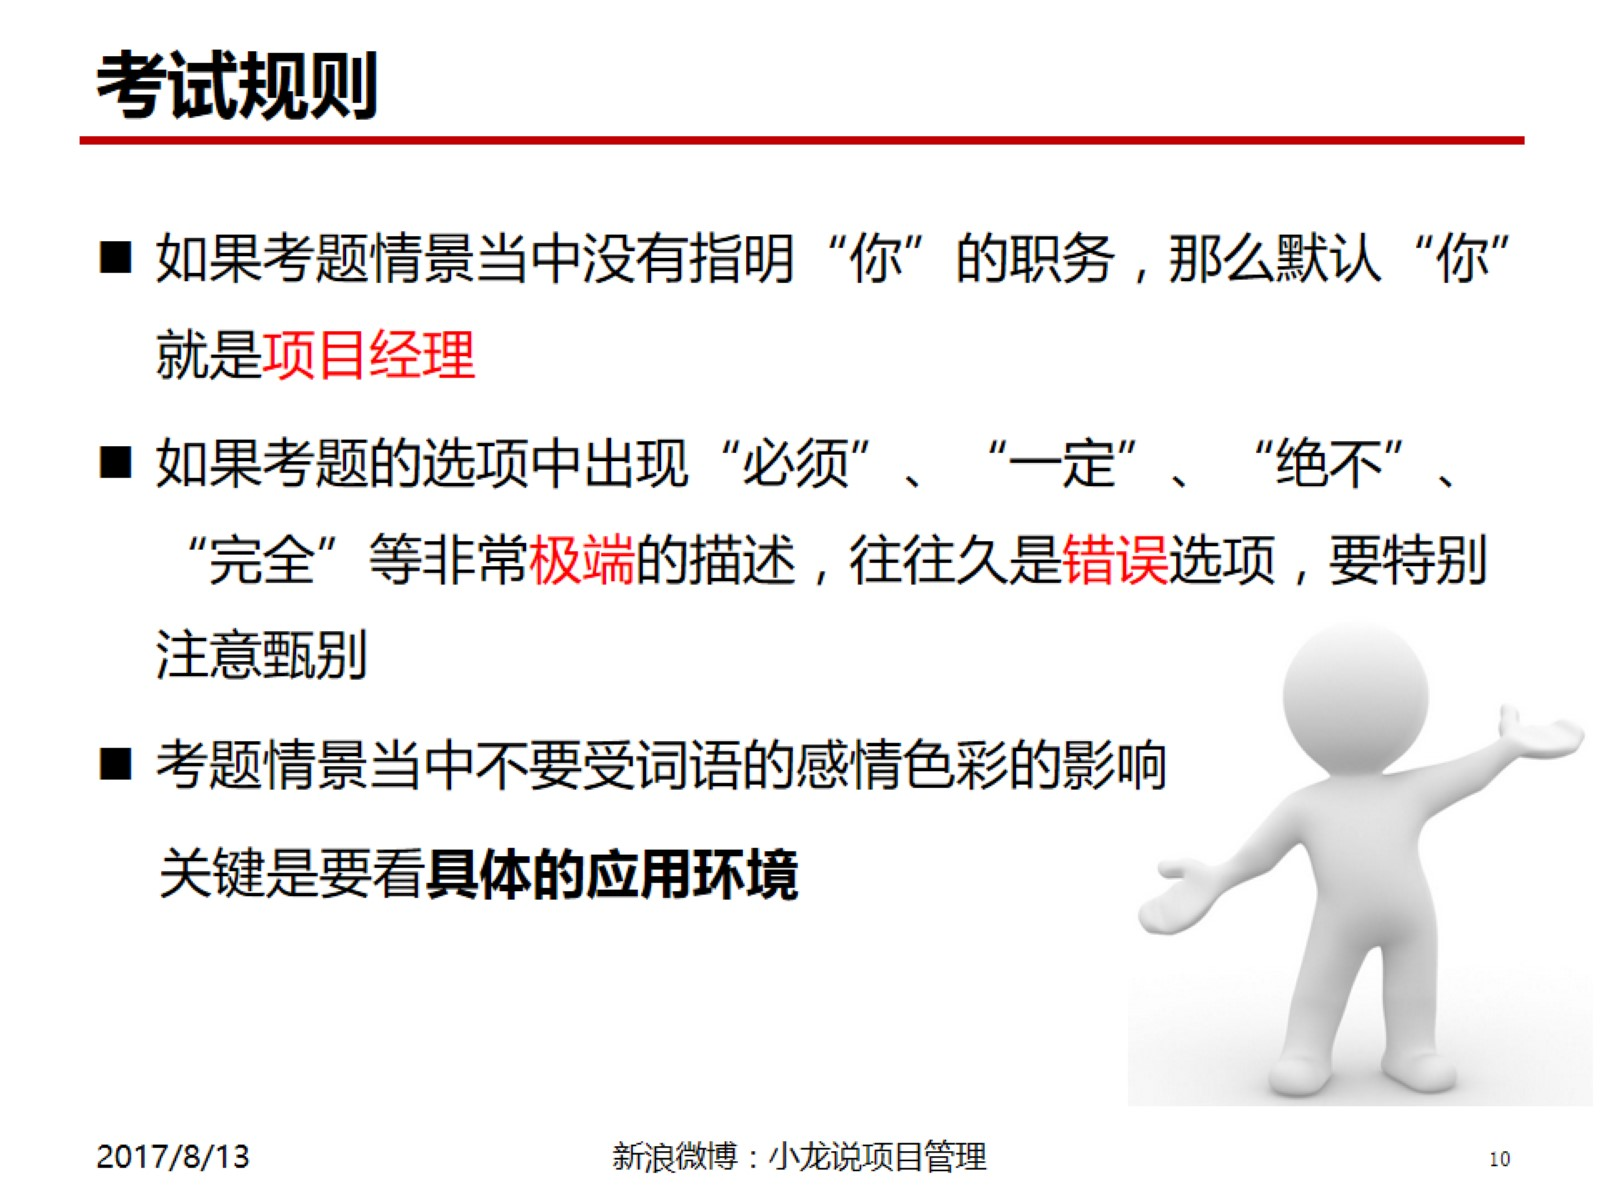 考试规则
■ 如果考题情景当中没有指明“你”的职务，那么默认“你”
就是项目经理
■ 如果考题的选项中出现“必须”、“一定”、“绝不”、
“完全”等非常极端的描述，往往久是错误选项，要特别
注意甄别
■ 考题情景当中不要受词语的感情色彩的影响
关键是要看具体的应用环境
2017/8/13 新浪微博：小龙说项目管理 10